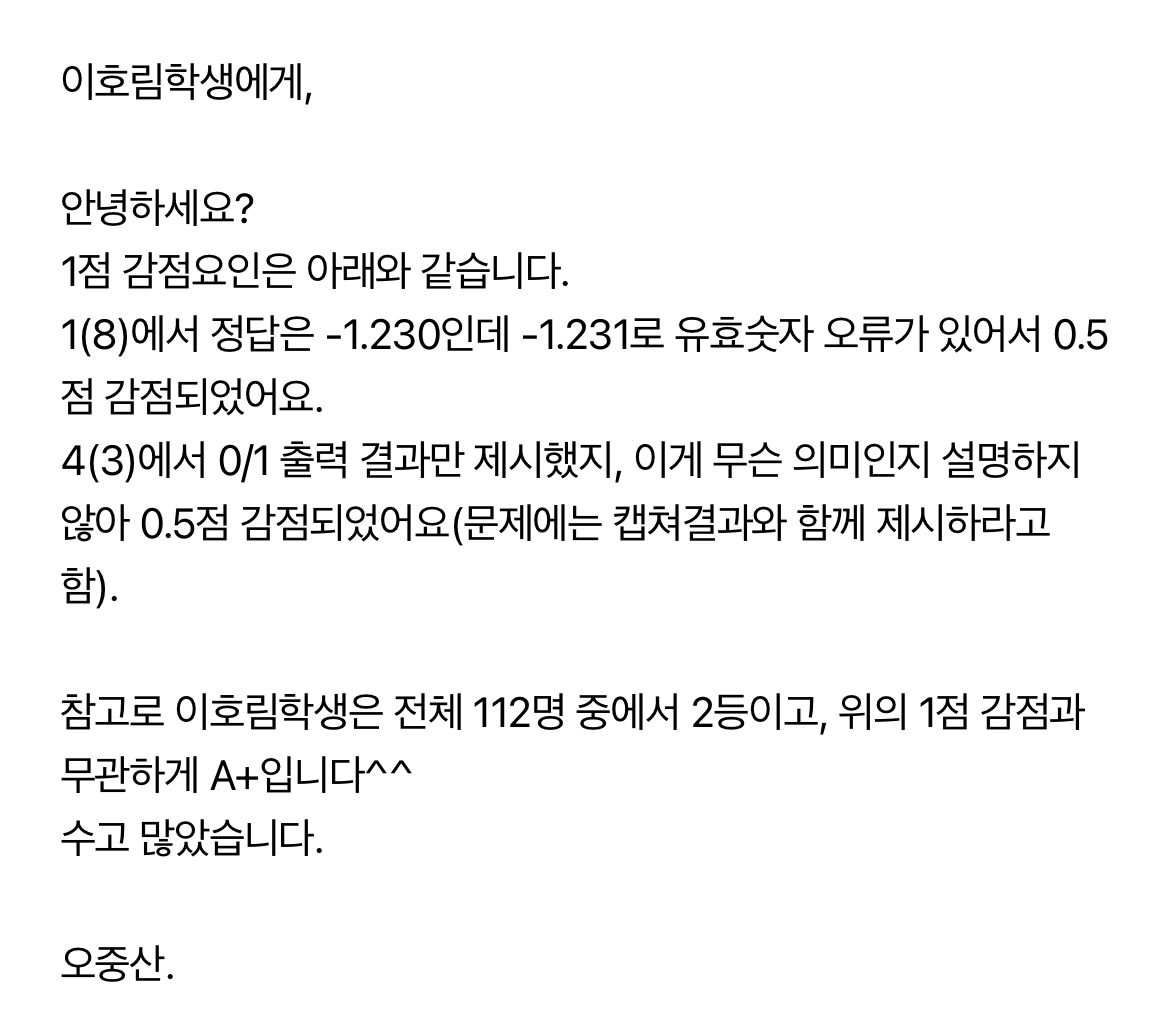 이호림학생에게,
안녕하세요?
1점 감점요인은 아래와 같습니다.
1(8)에서 정답은 -1.230인데 -1.231로 유효숫자 오류가 있어서 0.5
점 감점되었어요.
4(3)에서 0/1 출력 결과만 제시했지, 이게 무슨 의미인지 설명하지
않아 0.5점 감점되었어요(문제에는 캡쳐결과와 함께 제시하라고
함).
참고로 이호림학생은 전체 112명 중에서 2등이고, 위의 1점 감점과
무관하게 A+입니다^^
수고 많았습니다.
오중산.